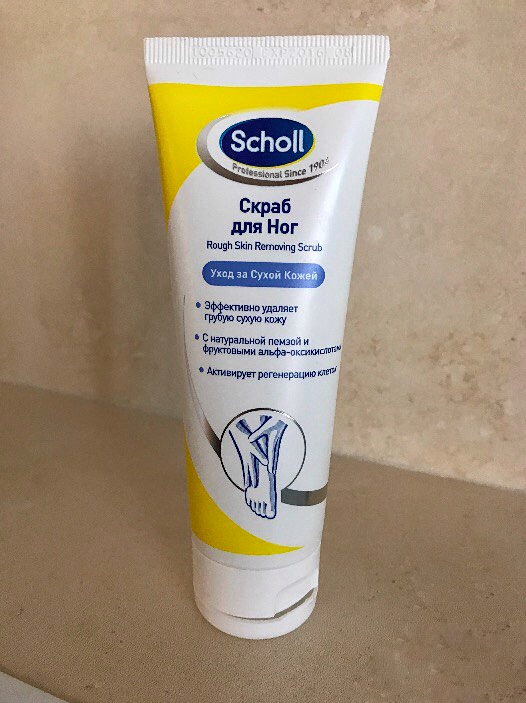 Scholl
Professional Since 1904
Скраб
для Ног
Rough Skin Removing Scrub
Уход за Сухой Кожей
Эффективно удаляет
грубую сухую кожу
С натуральной пемзой и
фруктовыми альфа-оксикислотами
Активирует регенерацию клеток